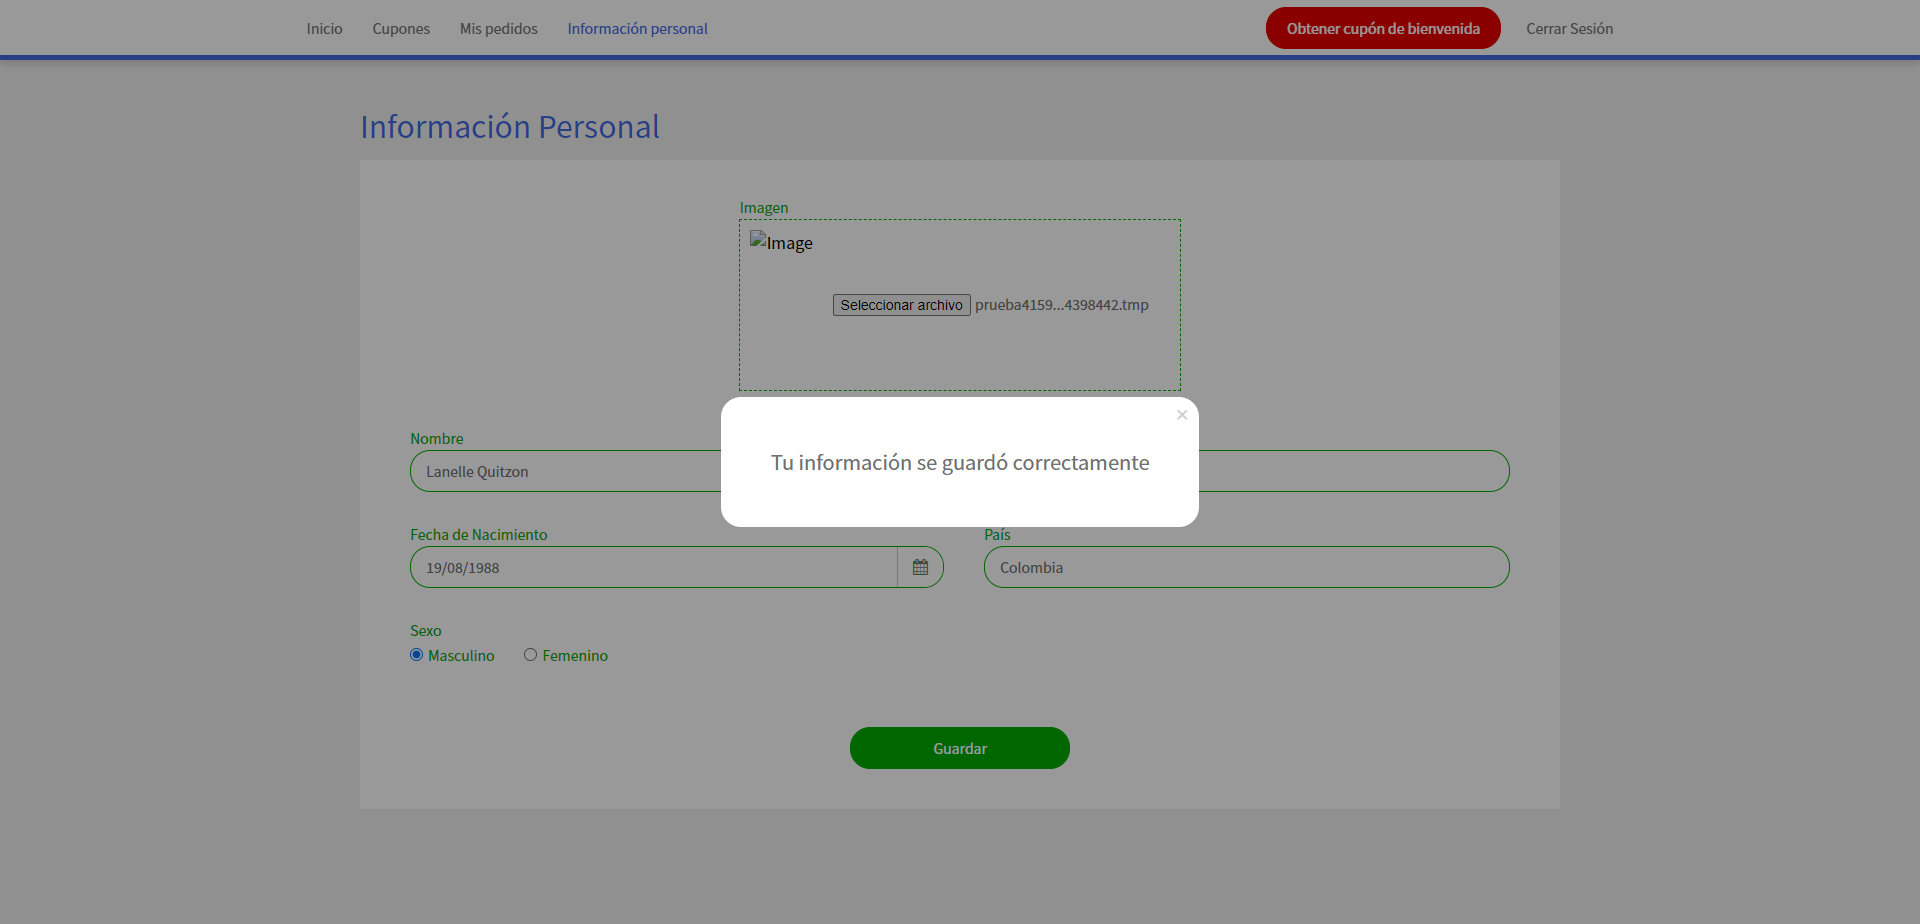 Inicio Cupones Mis pedidos Información personal Obtener cupón de bienvenida Cerrar Sesión
Información Personal
Imagen
Image
Seleccionar archivo prueba4159...4398442.tmp
×
Nombre
Tu información se guardó correctamente
Lanelle Quitzon
Fecha de Nacimiento País
19/08/1988 Colombia
Sexo
Masculino Femenino
Guardar